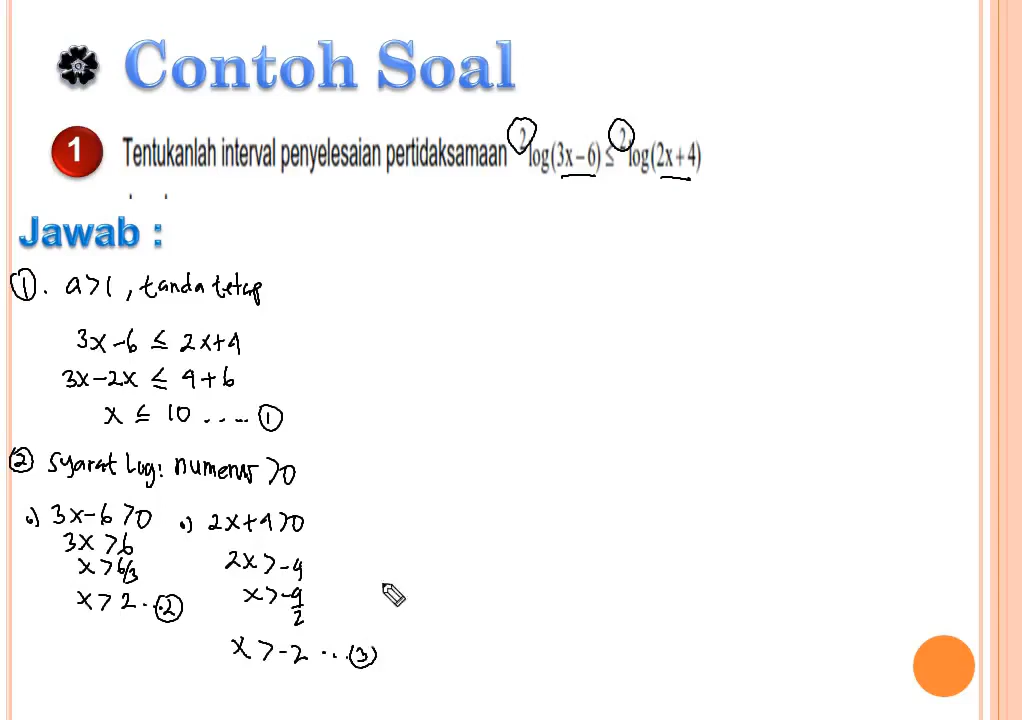 Contoh Soal
1 Tentukanlah interval penyelesaian pertidaksamaan ²log(3x−6) ≤ ²log(2x+4)
Jawab :
①. a>1, tanda tetap
3x−6 ≤ 2x+4
3x−2x ≤ 4+6
x ≤ 10 ..... ①
② Syarat log: numerus >0
•) 3x−6 >0
3x >6
x >6/3
x > 2 ... ②
•) 2x+4>0
2x >-4
x >-4/2
x >-2 ... ③